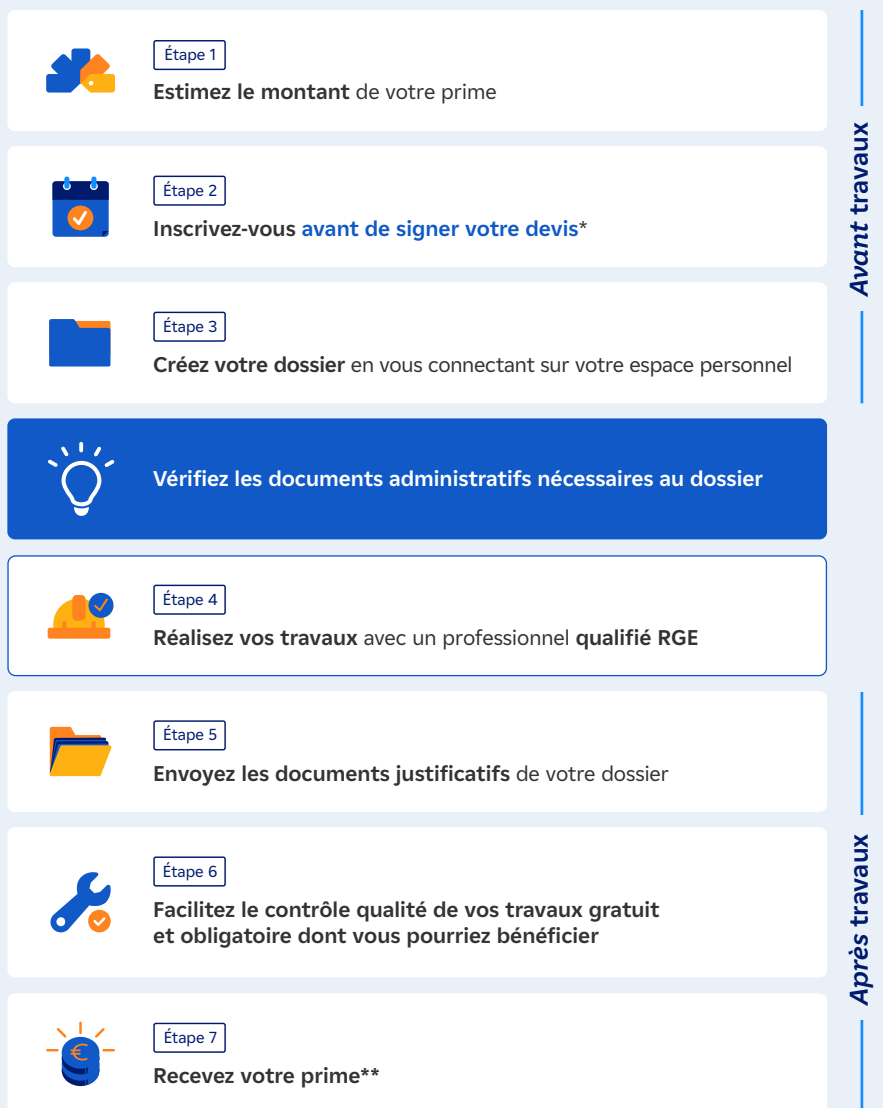 Étape 1
Estimez le montant de votre prime
Étape 2
Inscrivez-vous avant de signer votre devis*
Étape 3
Créez votre dossier en vous connectant sur votre espace personnel
Avant travaux
Vérifiez les documents administratifs nécessaires au dossier
Étape 4
Réalisez vos travaux avec un professionnel qualifié RGE
Étape 5
Envoyez les documents justificatifs de votre dossier
Étape 6
Facilitez le contrôle qualité de vos travaux gratuit
et obligatoire dont vous pourriez bénéficier
Étape 7
€
Recevez votre prime**
Après travaux